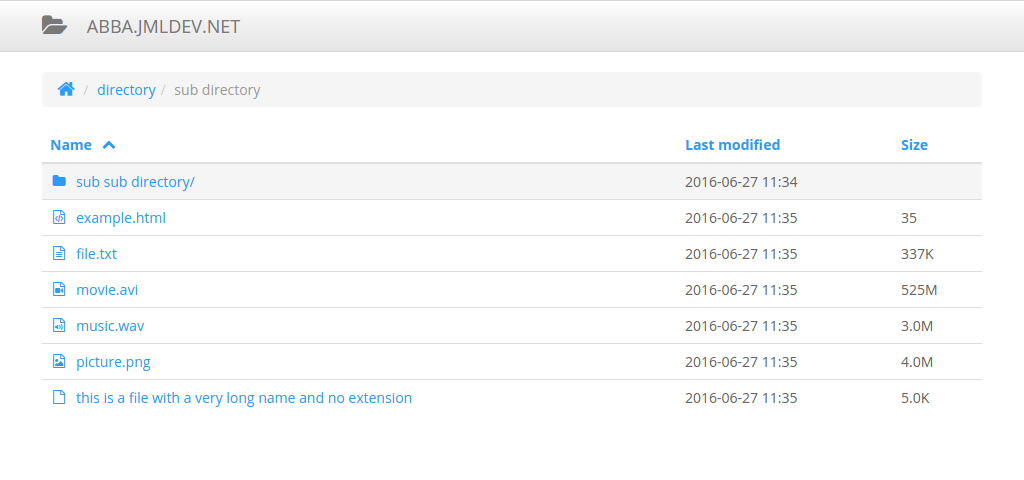 ABBA.JMLDEV.NET
/ directory / sub directory
Name Last modified Size
sub sub directory/ 2016-06-27 11:34
example.html 2016-06-27 11:35 35
file.txt 2016-06-27 11:35 337K
movie.avi 2016-06-27 11:35 525M
music.wav 2016-06-27 11:35 3.0M
picture.png 2016-06-27 11:35 4.0M
this is a file with a very long name and no extension 2016-06-27 11:35 5.0K